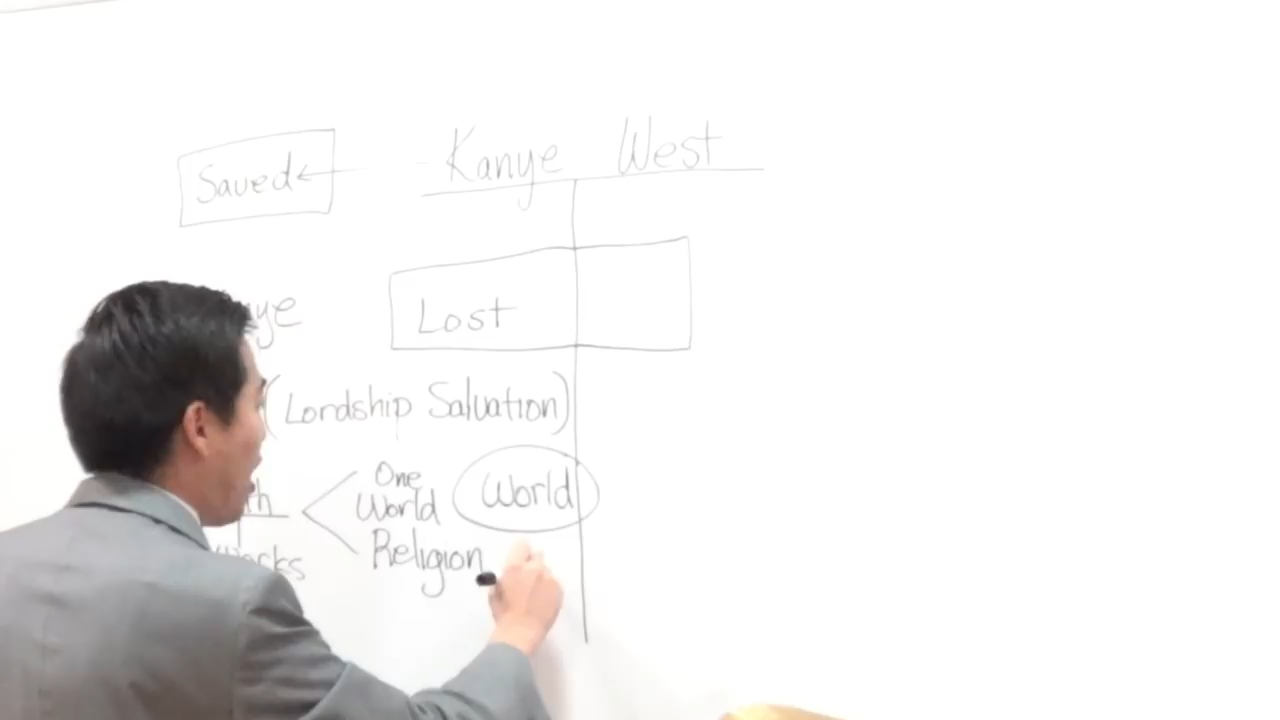 Kanye West
Saved
Lost
(Lordship Salvation)
One
World
Religion
World